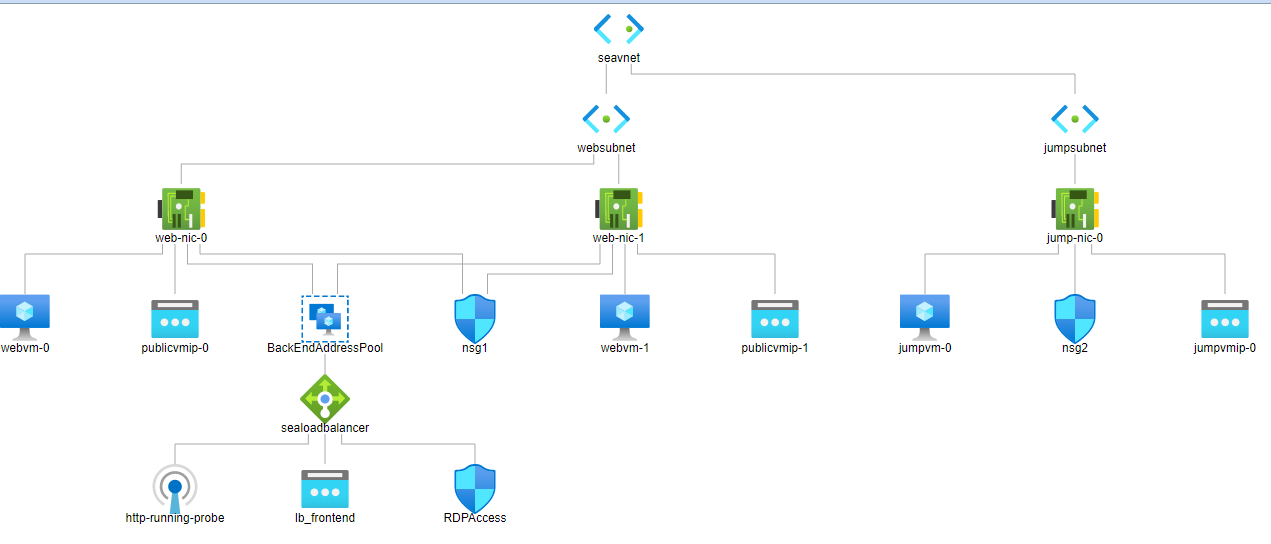 seavnet
websubnet
jumpsubnet
web-nic-0
web-nic-1
jump-nic-0
webvm-0
publicvmip-0
BackEndAddressPool
nsg1
webvm-1
publicvmip-1
jumpvm-0
nsg2
jumpvmip-0
sealoadbalancer
http-running-probe
lb_frontend
RDPAccess